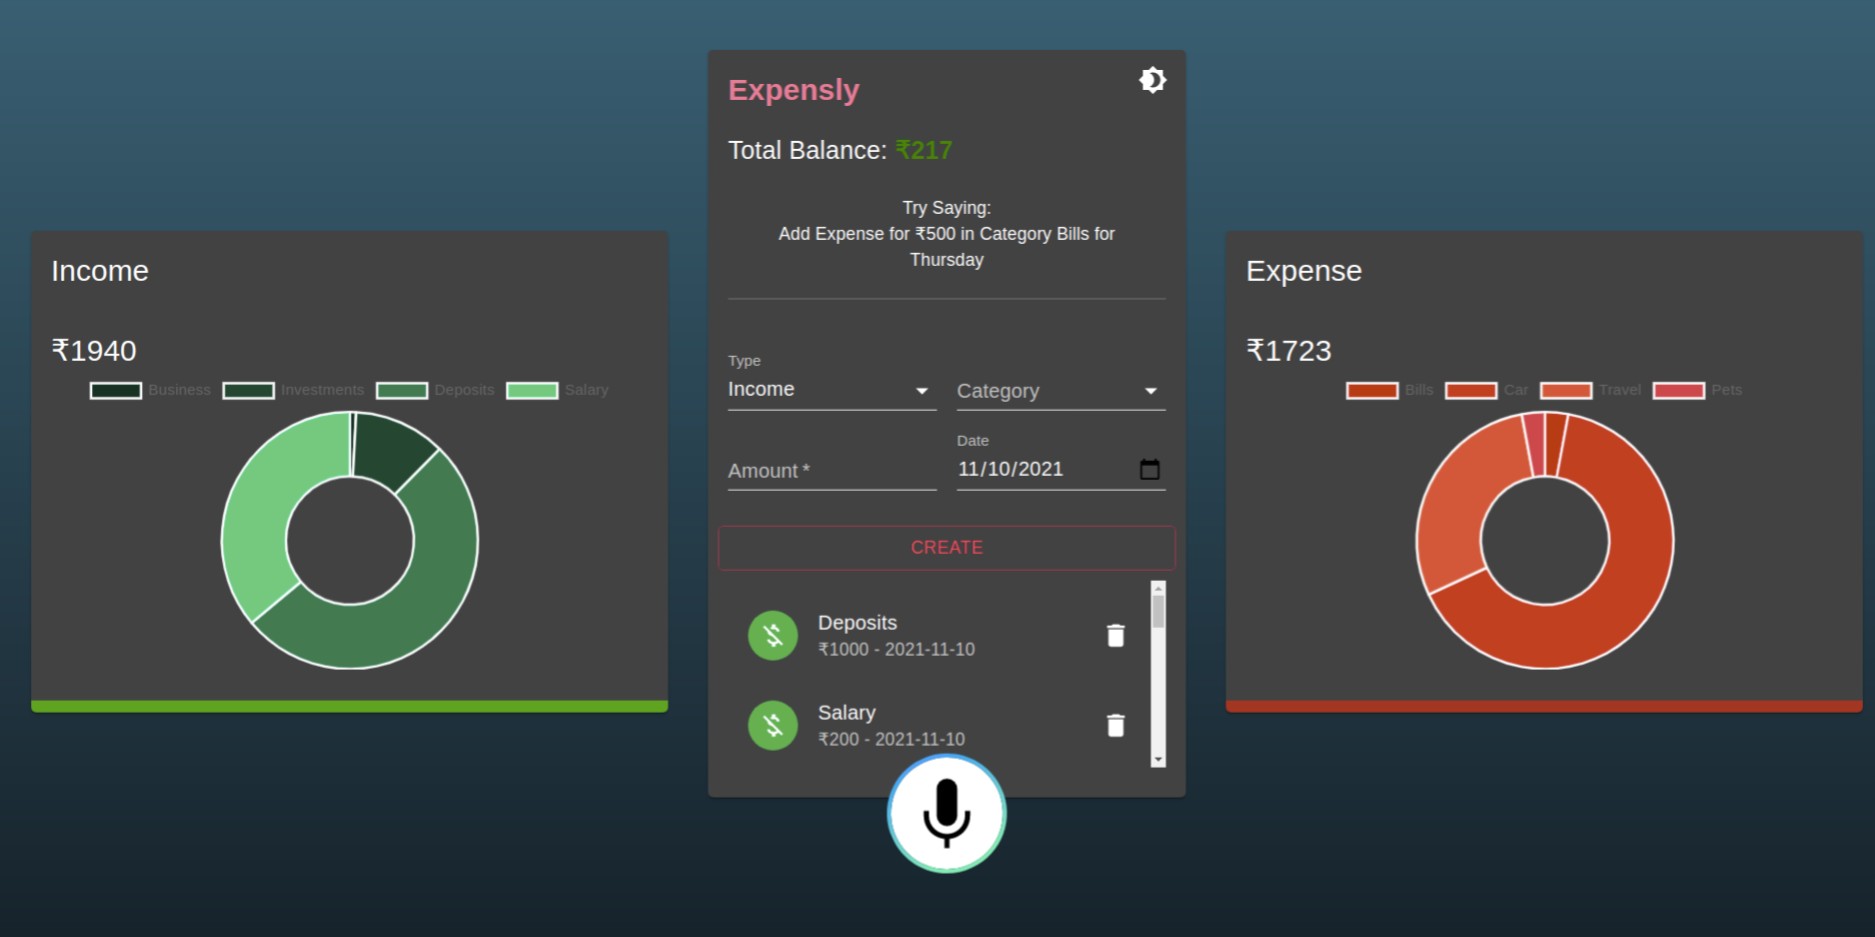 Income
₹1940
Business Investments Deposits Salary
Expensly
Total Balance: ₹217
Try Saying:
Add Expense for ₹500 in Category Bills for
Thursday
Type
Income
Category
Amount *
Date
11/10/2021
CREATE
Deposits
₹1000 - 2021-11-10
Salary
₹200 - 2021-11-10
Expense
₹1723
Bills Car Travel Pets